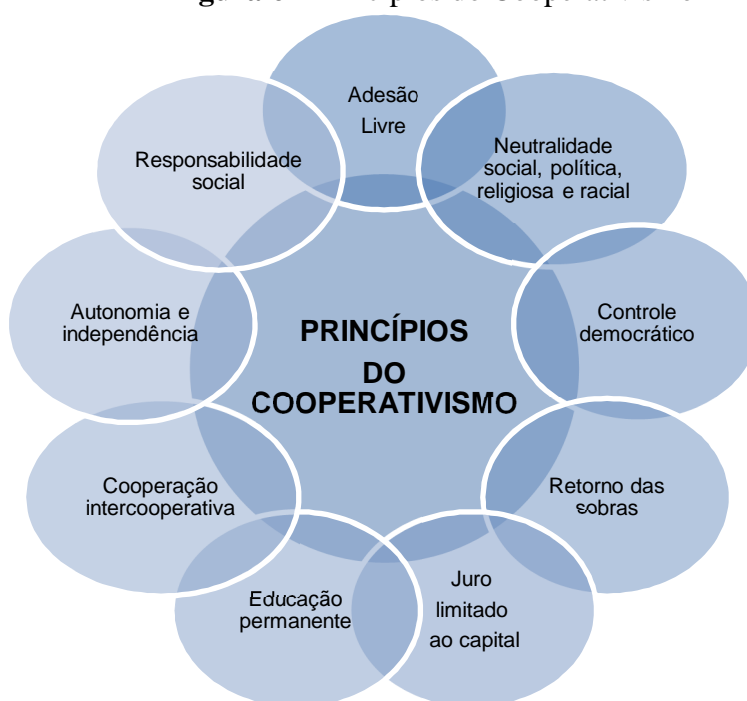 Adesão
Livre
Neutralidade
social, política,
religiosa e racial
Controle
democrático
Retorno das
sobras
Juro
limitado
ao capital
Educação
permanente
Cooperação
intercooperativa
Autonomia e
independência
Responsabilidade
social
PRINCÍPIOS
DO
COOPERATIVISMO